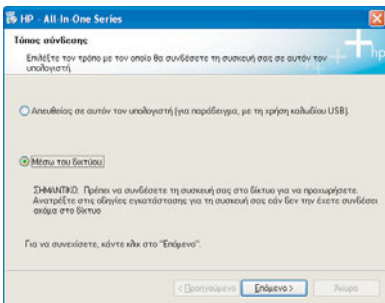 HP - All-In-One Series
Τύπος σύνδεσης
Επιλέξτε τον τρόπο με τον οποίο θα συνδέσετε τη συσκευή σας σε αυτόν τον
υπολογιστή.
hp
Απευθείας σε αυτόν τον υπολογιστή (για παράδειγμα, με τη χρήση καλωδίου USB).
Μέσω του δικτύου
ΣΗΜΑΝΤΙΚΟ: Πρέπει να συνδέσετε τη συσκευή σας στο δίκτυο για να προχωρήσετε.
Ανατρέξτε στις οδηγίες εγκατάστασης για τη συσκευή σας εάν δεν την έχετε συνδέσει
ακόμα στο δίκτυο
Για να συνεχίσετε, κάντε κλικ στο "Επόμενο".
< Προηγούμενο
Επόμενο >
Άκυρο